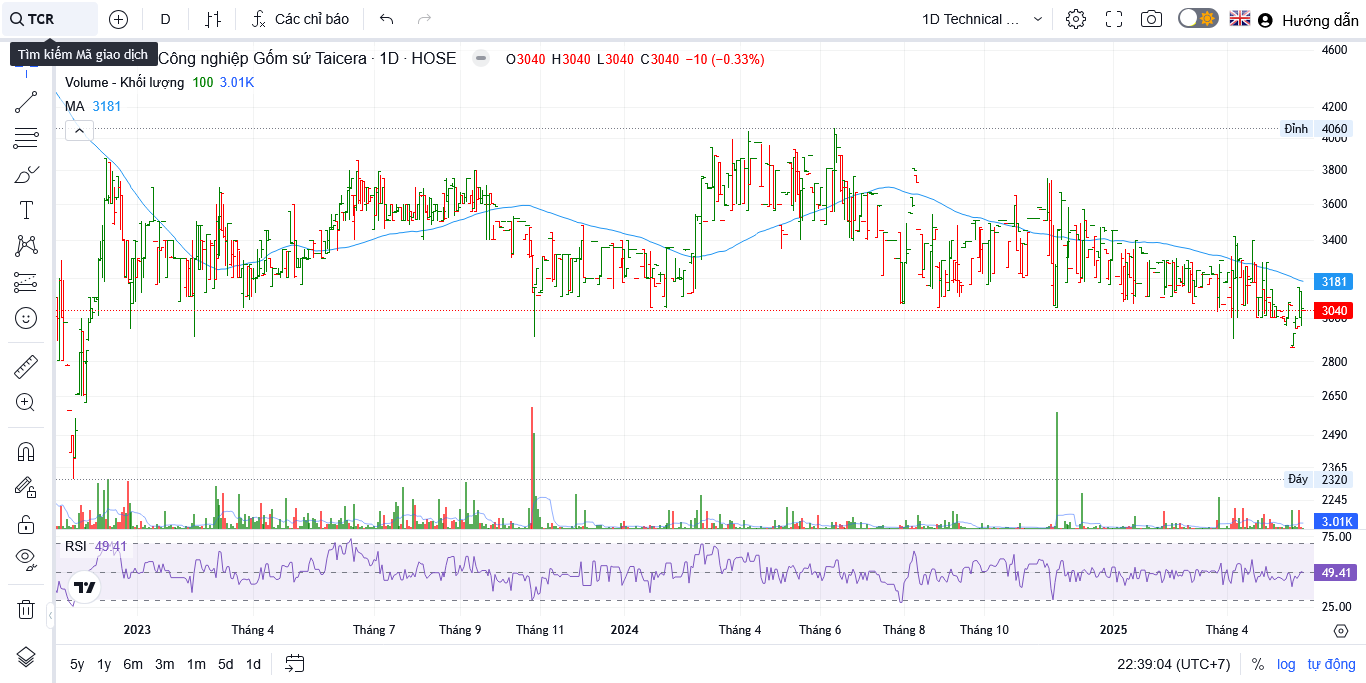 TCR D Các chỉ báo 1D Technical ... Hướng dẫn
Tìm kiếm Mã giao dịch
Công nghiệp Gốm sứ Taicera · 1D · HOSE O3040 H3040 L3040 C3040 −10 (−0.33%)
Volume - Khối lượng 100 3.01K
MA 3181
4600
4200
Đỉnh 4060
4000
3800
3600
3400
3181
3040
3000
2800
2650
2490
2365
Đáy 2320
2245
3.01K
RSI 49.41
75.00
49.41
25.00
2023 Tháng 4 Tháng 7 Tháng 9 Tháng 11 2024 Tháng 4 Tháng 6 Tháng 8 Tháng 10 2025 Tháng 4
5y 1y 6m 3m 1m 5d 1d 22:39:04 (UTC+7) % log tự động